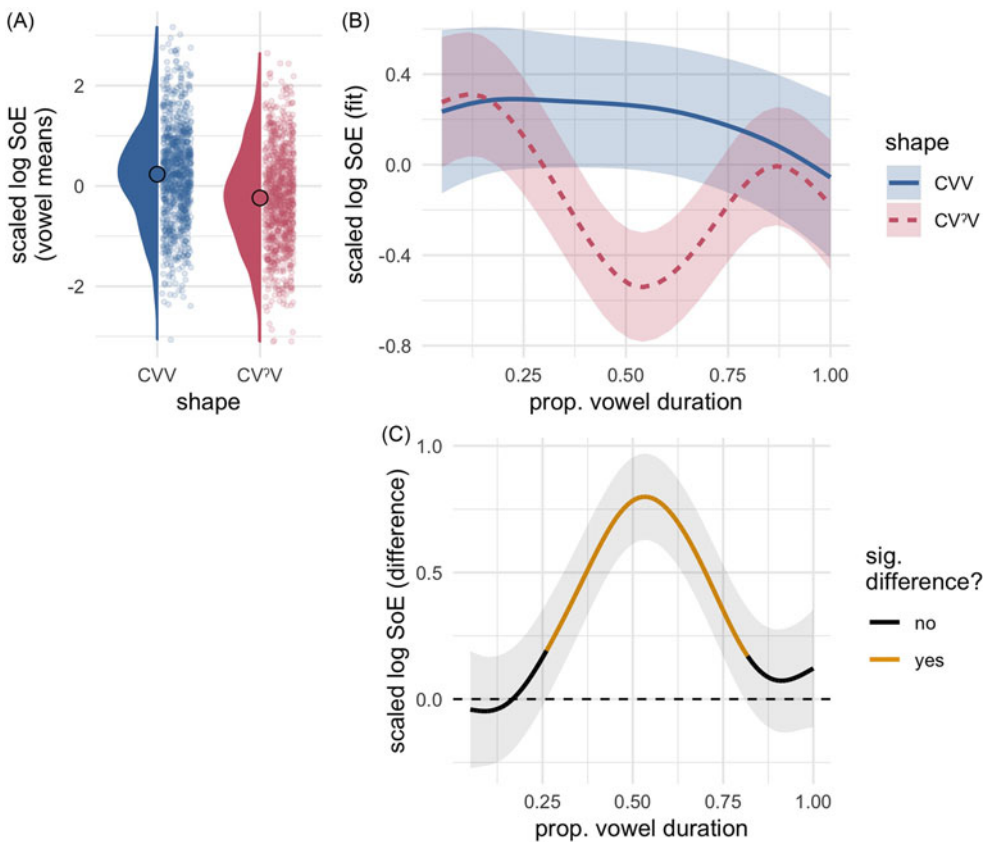 (A)
scaled log SoE
(vowel means)
2
0
-2
CVV
CVˀV
shape
(B)
scaled log SoE (fit)
0.4
0.0
-0.4
-0.8
0.25
0.50
0.75
1.00
prop. vowel duration
shape
CVV
CVˀV
(C)
scaled log SoE (difference)
1.0
0.5
0.0
0.25
0.50
0.75
1.00
prop. vowel duration
sig.
difference?
no
yes